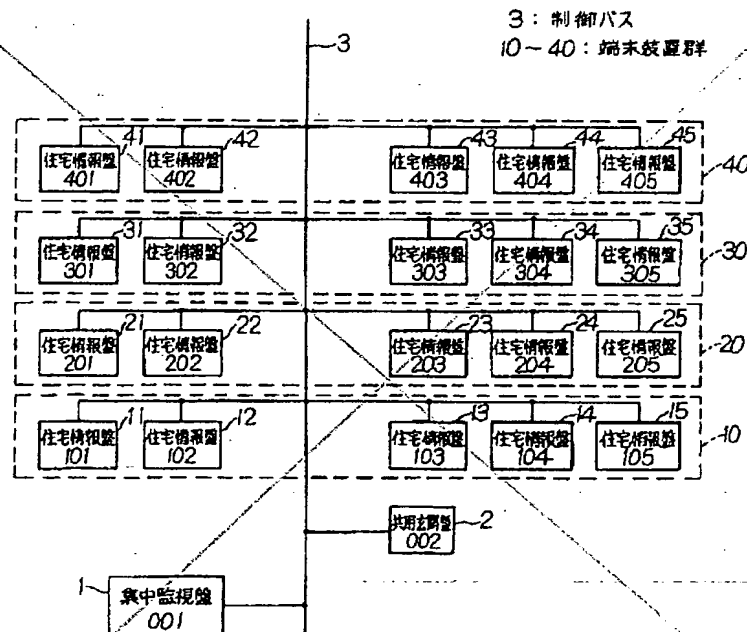 3: 制御バス
10~40: 端末装置群
3
41 42 43 44 45
住宅情報盤 401 住宅情報盤 402 住宅情報盤 403 住宅情報盤 404 住宅情報盤 405
40
31 32 33 34 35
住宅情報盤 301 住宅情報盤 302 住宅情報盤 303 住宅情報盤 304 住宅情報盤 305
30
21 22 23 24 25
住宅情報盤 201 住宅情報盤 202 住宅情報盤 203 住宅情報盤 204 住宅情報盤 205
20
11 12 13 14 15
住宅情報盤 101 住宅情報盤 102 住宅情報盤 103 住宅情報盤 104 住宅情報盤 105
10
共用玄関盤 002
2
1
集中監視盤 001